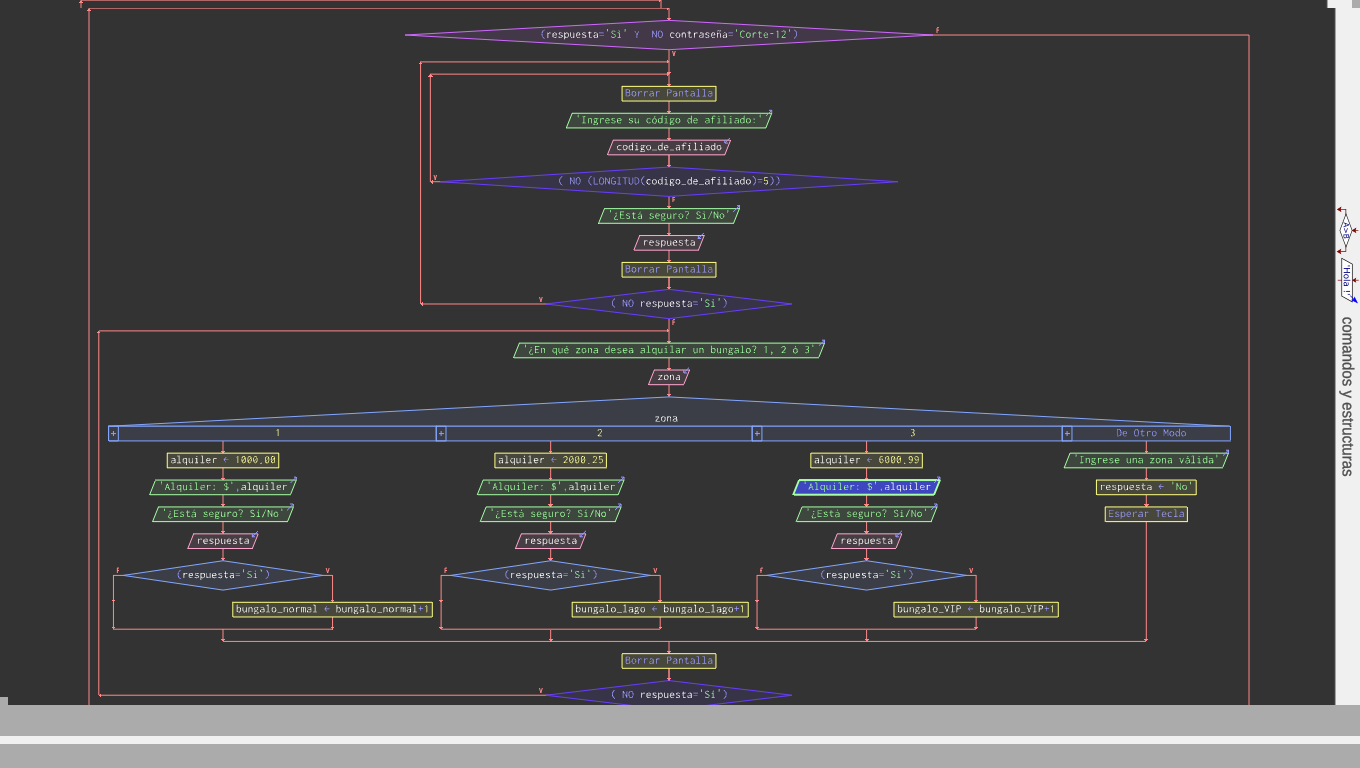 (respuesta='Si' Y NO contraseña='Corte-12')
F
V
Borrar Pantalla
'Ingrese su código de afiliado:'
codigo_de_afiliado
V
( NO (LONGITUD(codigo_de_afiliado)=5))
F
'¿Está seguro? Si/No'
respuesta
Borrar Pantalla
V
( NO respuesta='Si')
F
'¿En qué zona desea alquilar un bungalo? 1, 2 ó 3'
zona
zona
+ 1 + 2 + 3 + De Otro Modo
alquiler ← 1000.00 alquiler ← 2000.25 alquiler ← 6000.99 'Ingrese una zona válida'
'Alquiler: $',alquiler 'Alquiler: $',alquiler 'Alquiler: $',alquiler respuesta ← 'No'
'¿Está seguro? Si/No' '¿Está seguro? Si/No' '¿Está seguro? Si/No' Esperar Tecla
respuesta respuesta respuesta
F (respuesta='Si') V F (respuesta='Si') V F (respuesta='Si') V
bungalo_normal ← bungalo_normal+1 bungalo_lago ← bungalo_lago+1 bungalo_VIP ← bungalo_VIP+1
Borrar Pantalla
V
( NO respuesta='Si')
A>B
'Hola !'
comandos y estructuras